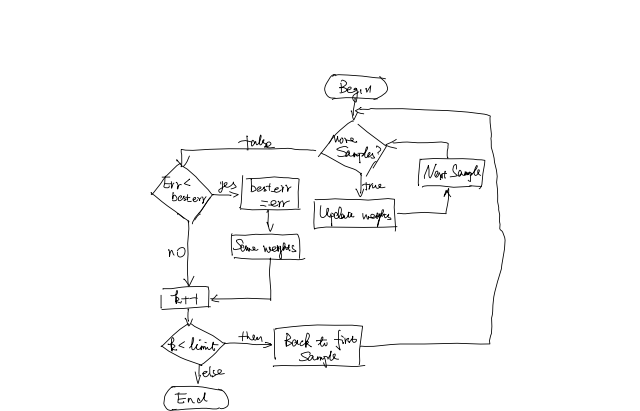 Begin
More
Samples?
false
true
Next Sample
Update weights
Err<
besterr
yes
besterr
=err
Save weights
no
k++
k<limit
then
Back to first
Sample
else
End